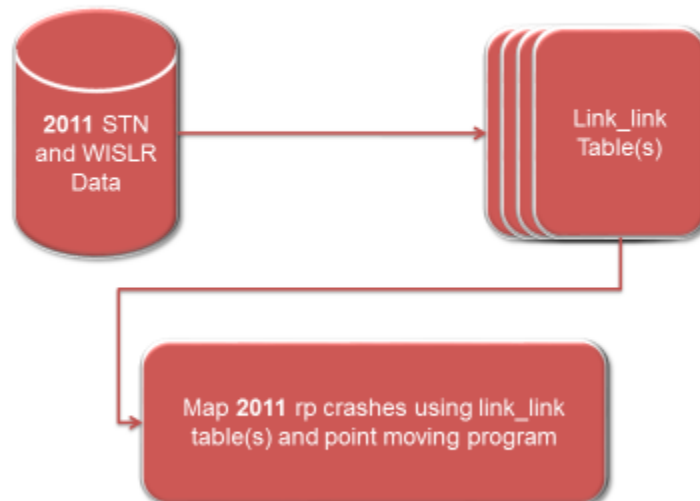 2011 STN
and WISLR
Data
Link_link
Table(s)
Map 2011 rp crashes using link_link
table(s) and point moving program